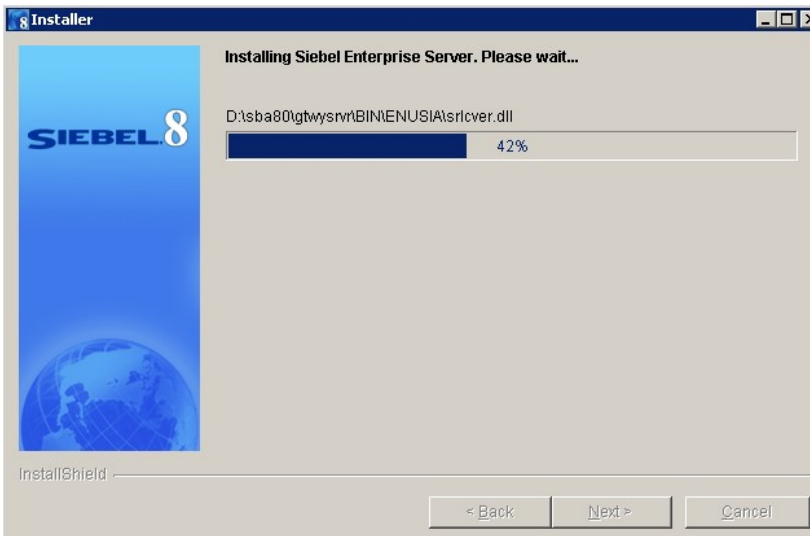 8 Installer
Installing Siebel Enterprise Server. Please wait...
D:\sba80\gtwysrvr\BIN\ENUSIA\srlcver.dll
42%
SIEBEL.8
InstallShield
< Back
Next >
Cancel